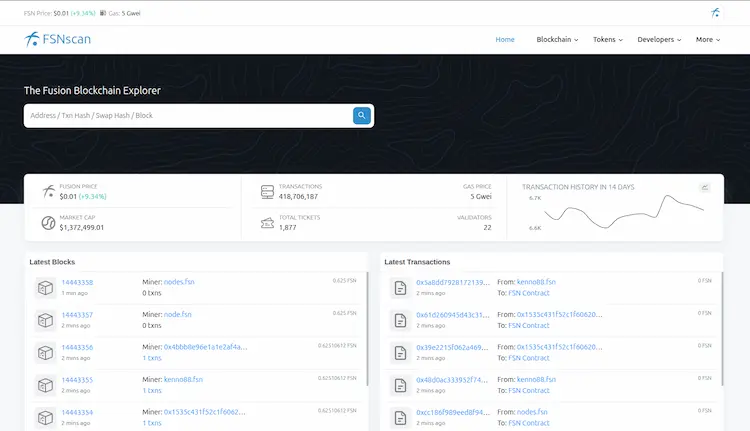 FSN Price: $0.01 (+9.34%) Gas: 5 Gwei
FSNscan
Home Blockchain Tokens Developers More
The Fusion Blockchain Explorer
Address / Txn Hash / Swap Hash / Block
FUSION PRICE
$0.01 (+9.34%)
MARKET CAP
$1,372,499.01
TRANSACTIONS
418,706,187
GAS PRICE
5 Gwei
TOTAL TICKETS
1,877
VALIDATORS
22
TRANSACTION HISTORY IN 14 DAYS
6.7K
6.6K
Latest Blocks
14443358 Miner: nodes.fsn 0.625 FSN
1 min ago 0 txns
14443357 Miner: node.fsn 0.625 FSN
2 mins ago 0 txns
14443356 Miner: 0x4bbb8e96e1a1e2af4a... 0.62510612 FSN
2 mins ago 1 txns
14443355 Miner: kenno88.fsn 0.62510612 FSN
2 mins ago 1 txns
14443354 Miner: 0x1535c431f52c1f6062... 0.62510612 FSN
2 mins ago 1 txns
Latest Transactions
0x5a8dd7928172139... From: kenno88.fsn 0 FSN
2 mins ago To: FSN Contract
0x61d260945d43c31... From: 0x1535c431f52c1f60620... 0 FSN
2 mins ago To: FSN Contract
0x39e2215f062a469... From: 0x1535c431f52c1f60620... 0 FSN
2 mins ago To: FSN Contract
0x48d0ac333952f74... From: kenno88.fsn 0 FSN
2 mins ago To: FSN Contract
0xcc186f989eed8f94... From: nodes.fsn 0 FSN
2 mins ago To: FSN Contract